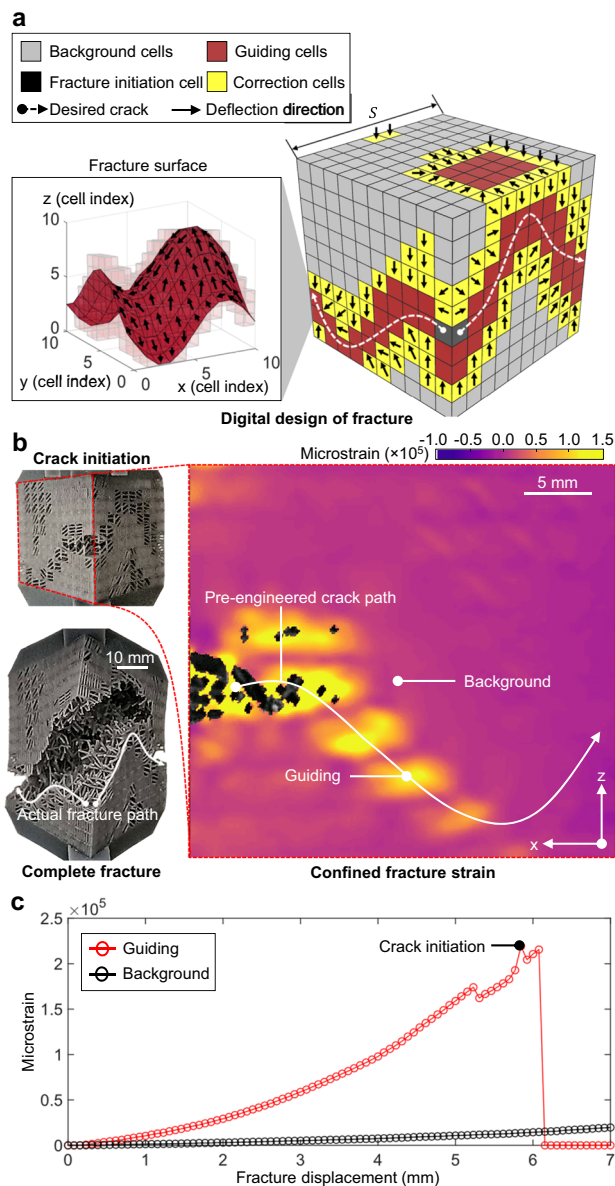 a
Background cells
Guiding cells
Fracture initiation cell
Correction cells
Desired crack
Deflection direction
S
Fracture surface
z (cell index)
10
5
0
10
5
0
y (cell index)
0
5
10
x (cell index)
Digital design of fracture
b
Crack initiation
Microstrain (×10⁵)
-1.0 -0.5 0.0 0.5 1.0 1.5
5 mm
Pre-engineered crack path
Background
10 mm
Guiding
Actual fracture path
z
x
Complete fracture
Confined fracture strain
c
×10⁵
2.5
2
1.5
1
0.5
0
Microstrain
Guiding
Background
Crack initiation
0 1 2 3 4 5 6 7
Fracture displacement (mm)